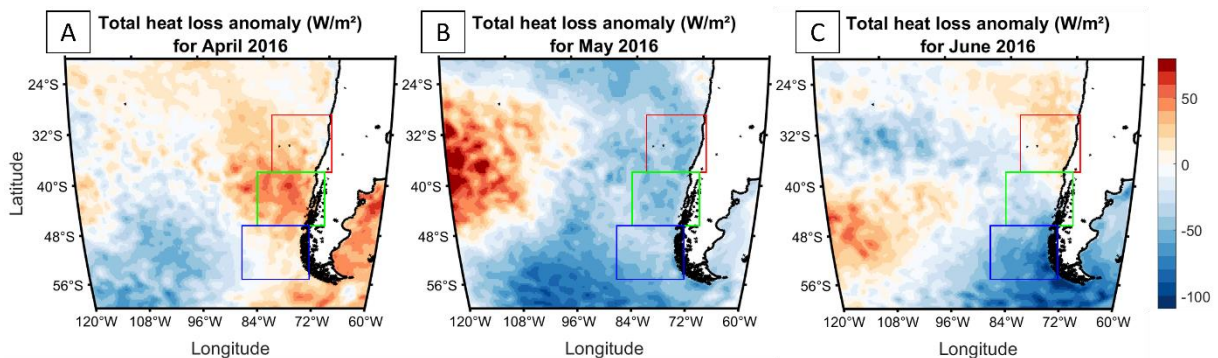 A
Total heat loss anomaly (W/m²)
for April 2016
B
Total heat loss anomaly (W/m²)
for May 2016
C
Total heat loss anomaly (W/m²)
for June 2016
24°S
32°S
40°S
48°S
56°S
Latitude
120°W 108°W 96°W 84°W 72°W 60°W
Longitude
24°S
32°S
40°S
48°S
56°S
120°W 108°W 96°W 84°W 72°W 60°W
Longitude
24°S
32°S
40°S
48°S
56°S
120°W 108°W 96°W 84°W 72°W 60°W
Longitude
50
0
-50
-100